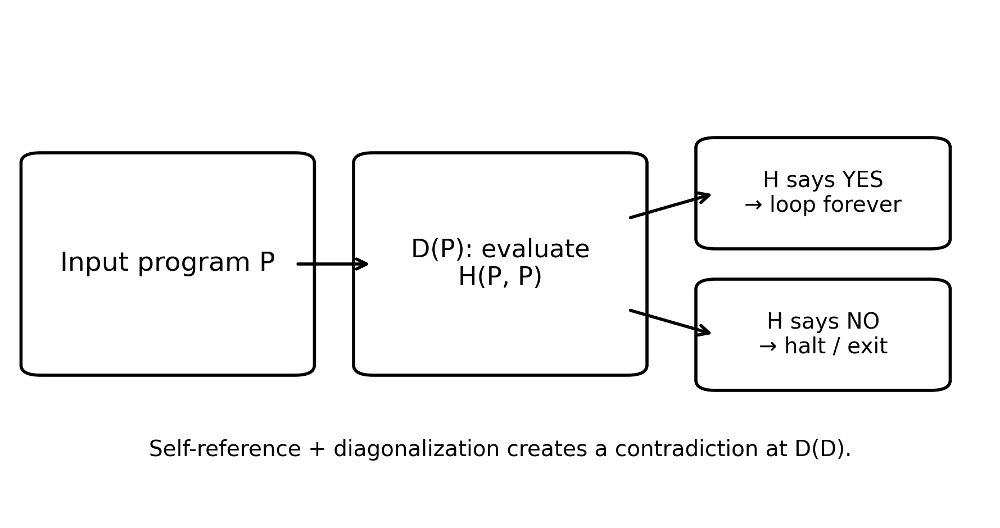 Input program P
D(P): evaluate
H(P, P)
H says YES
→ loop forever
H says NO
→ halt / exit
Self-reference + diagonalization creates a contradiction at D(D).